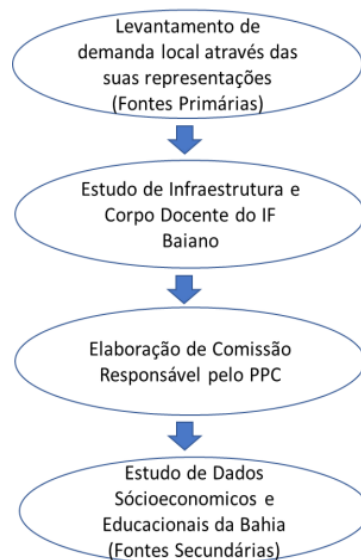 Levantamento de
demanda local através das
suas representações
(Fontes Primárias)
Estudo de Infraestrutura e
Corpo Docente do IF
Baiano
Elaboração de Comissão
Responsável pelo PPC
Estudo de Dados
Sócioeconomicos e
Educacionais da Bahia
(Fontes Secundárias)